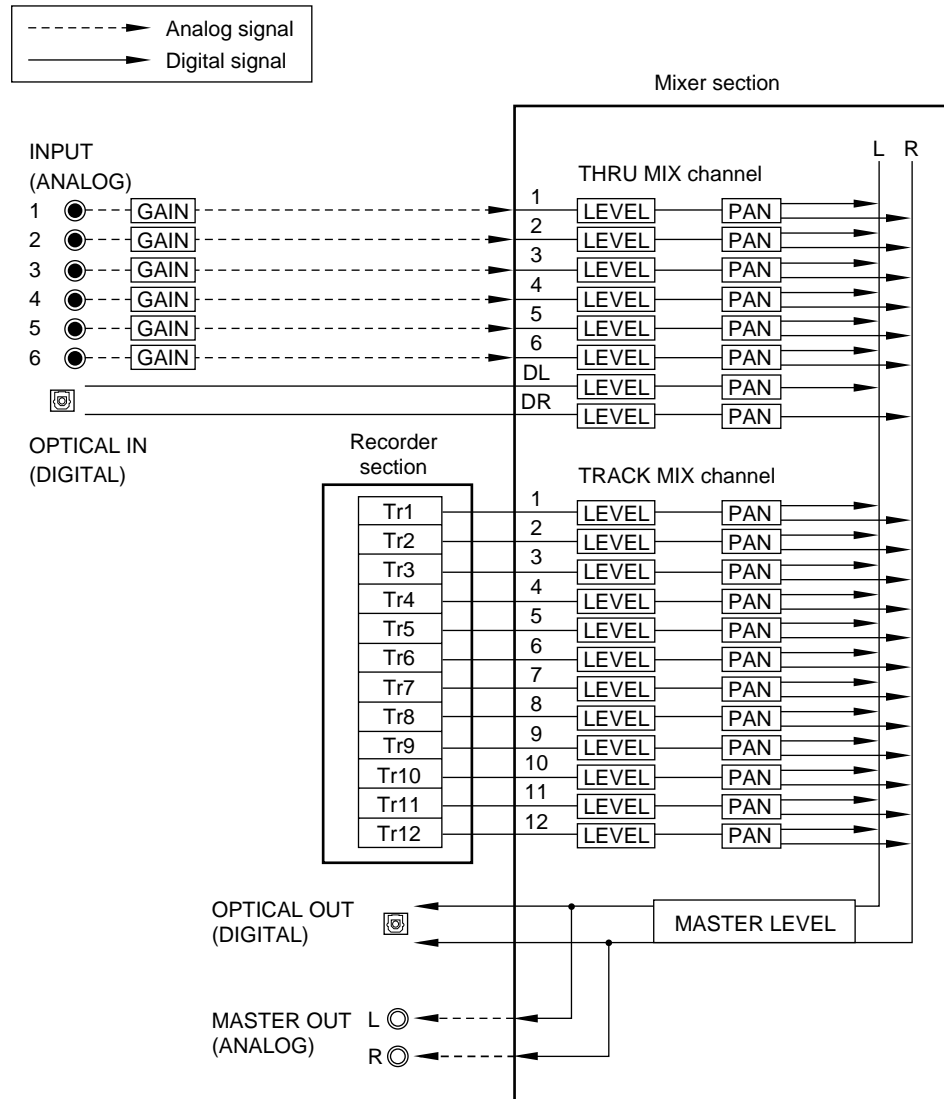 Analog signal
Digital signal
Mixer section
L R
INPUT
(ANALOG)
THRU MIX channel
1 GAIN 1 LEVEL PAN
2 GAIN 2 LEVEL PAN
3 GAIN 3 LEVEL PAN
4 GAIN 4 LEVEL PAN
5 GAIN 5 LEVEL PAN
6 GAIN 6 LEVEL PAN
DL LEVEL PAN
DR LEVEL PAN
OPTICAL IN
(DIGITAL)
Recorder
section
TRACK MIX channel
Tr1 1 LEVEL PAN
Tr2 2 LEVEL PAN
Tr3 3 LEVEL PAN
Tr4 4 LEVEL PAN
Tr5 5 LEVEL PAN
Tr6 6 LEVEL PAN
Tr7 7 LEVEL PAN
Tr8 8 LEVEL PAN
Tr9 9 LEVEL PAN
Tr10 10 LEVEL PAN
Tr11 11 LEVEL PAN
Tr12 12 LEVEL PAN
OPTICAL OUT
(DIGITAL)
MASTER LEVEL
MASTER OUT L
(ANALOG)
R